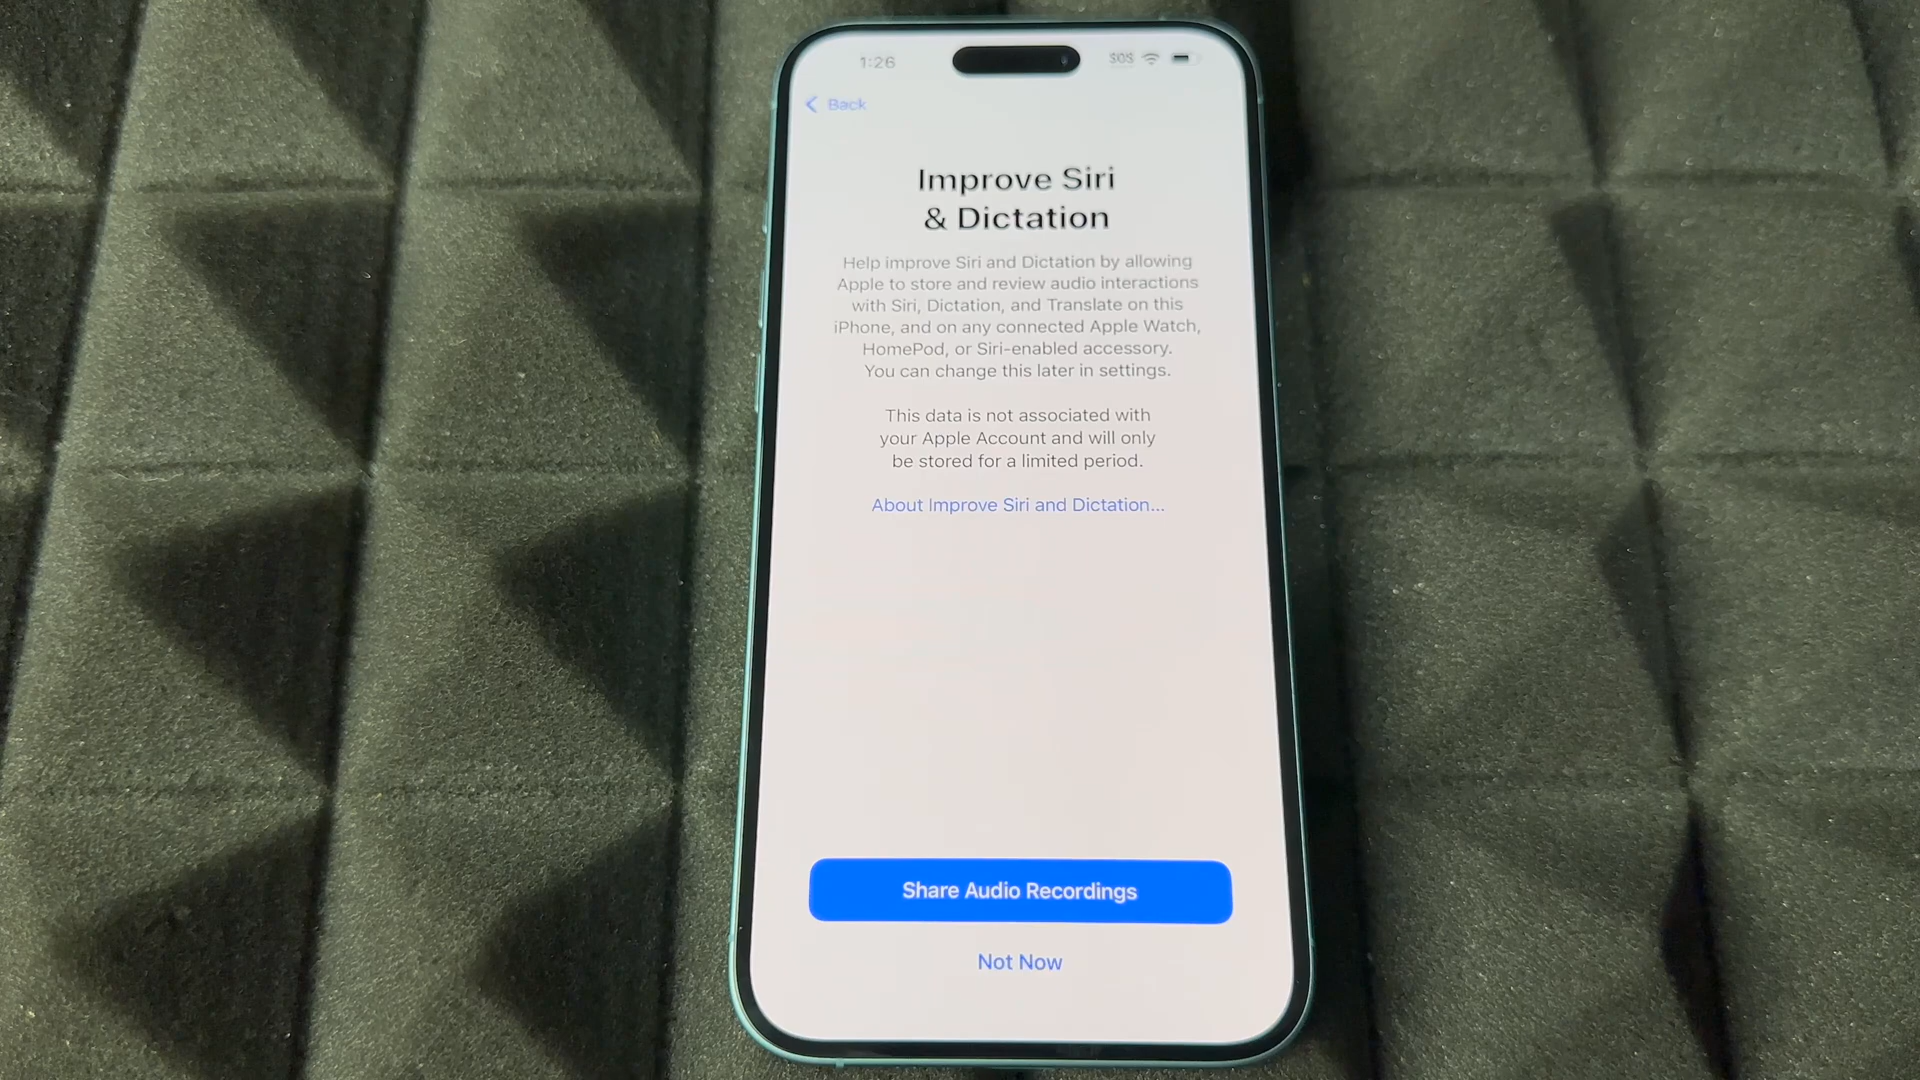 1:26
SOS
Back
Improve Siri
& Dictation
Help improve Siri and Dictation by allowing
Apple to store and review audio interactions
with Siri, Dictation, and Translate on this
iPhone, and on any connected Apple Watch,
HomePod, or Siri-enabled accessory.
You can change this later in settings.
This data is not associated with
your Apple Account and will only
be stored for a limited period.
About Improve Siri and Dictation...
Share Audio Recordings
Not Now